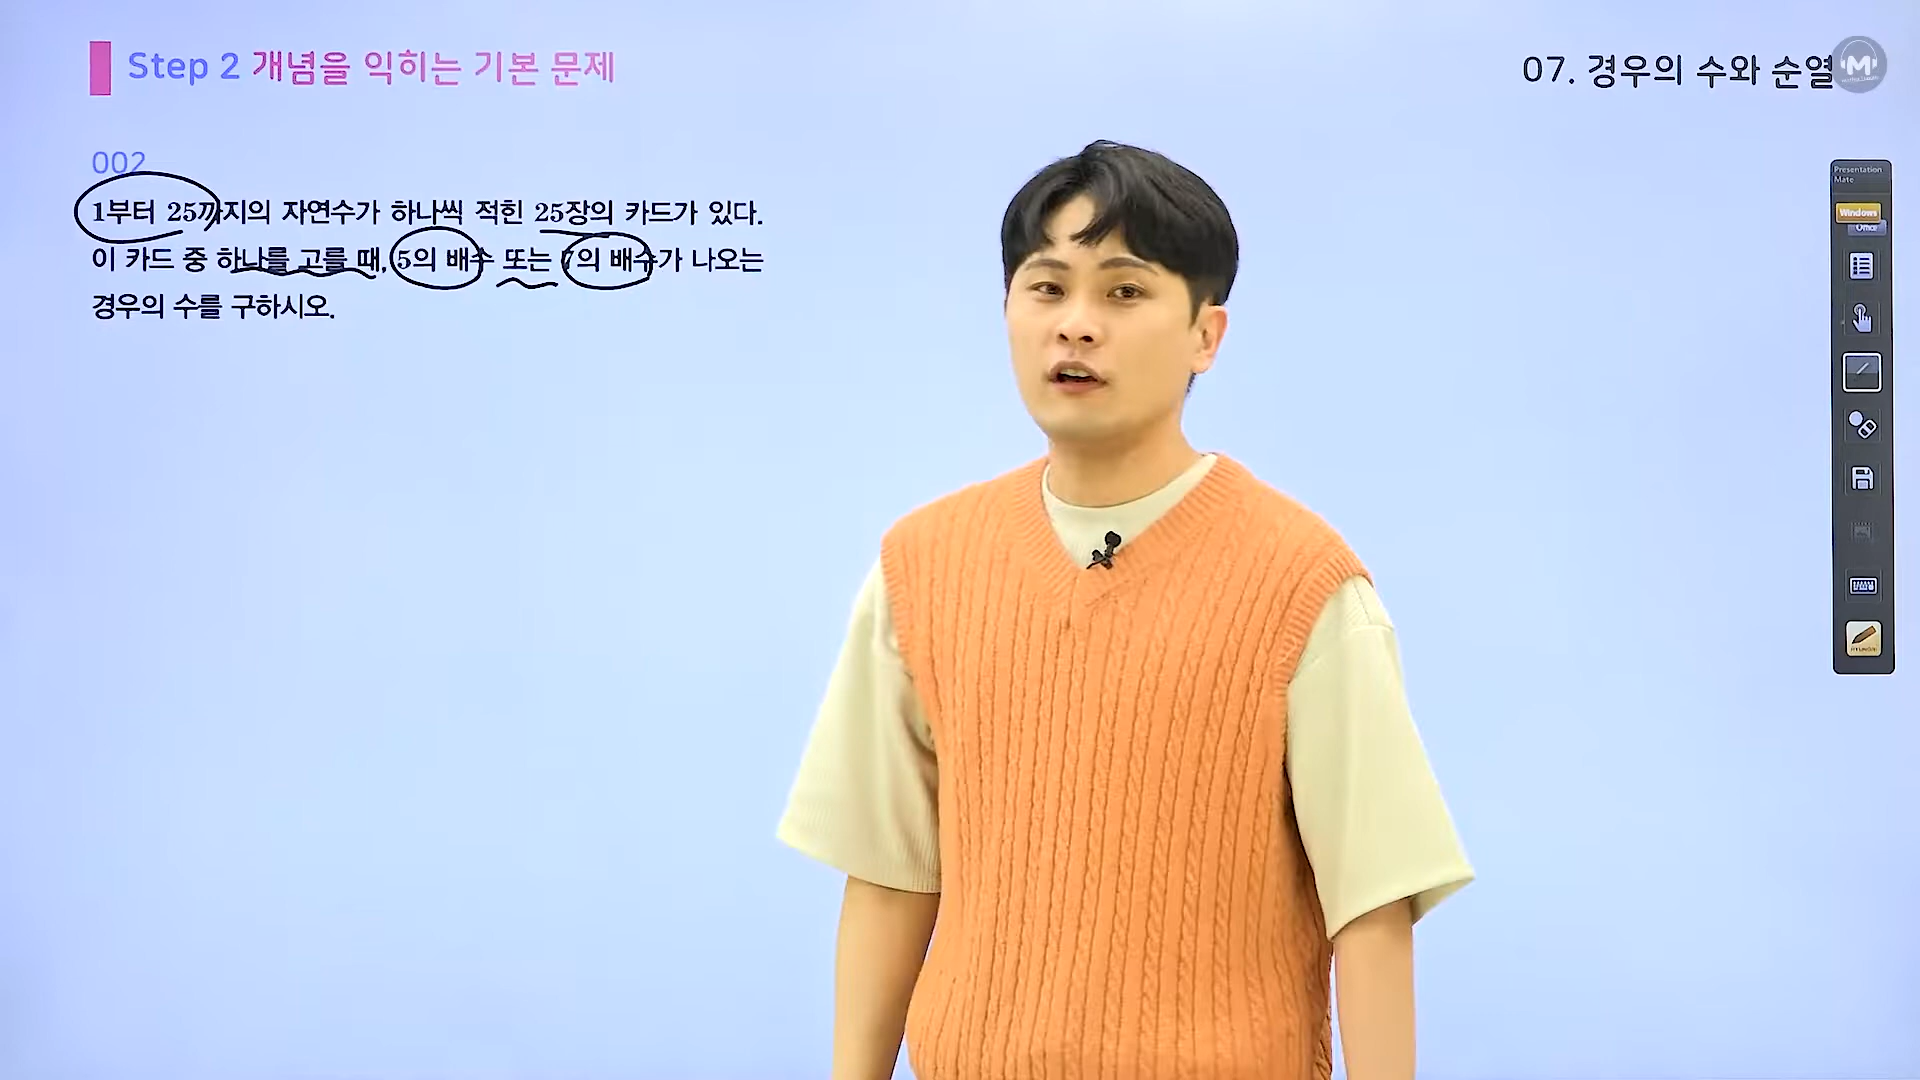 Step 2 개념을 익히는 기본 문제
07. 경우의 수와 순열
002
1부터 25까지의 자연수가 하나씩 적힌 25장의 카드가 있다.
이 카드 중 하나를 고를 때, 5의 배수 또는 7의 배수가 나오는
경우의 수를 구하시오.
Presentation
Mate
Windows
Office
M